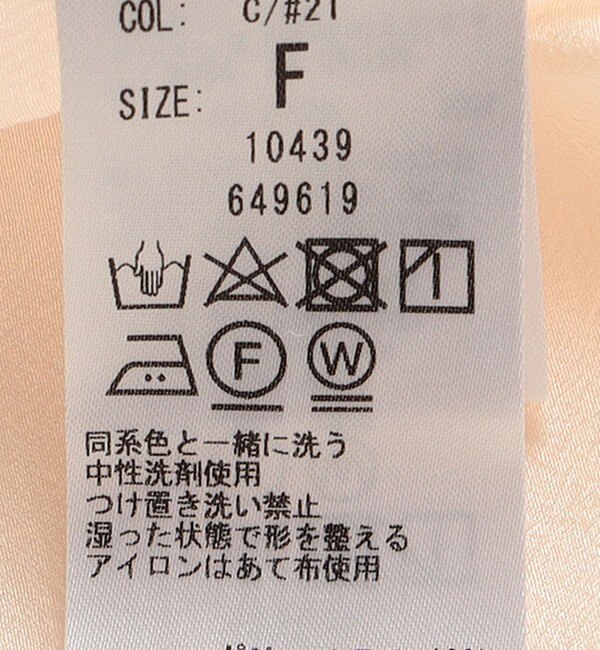 COL: C/#21
SIZE: F
10439
649619
F W
同系色と一緒に洗う
中性洗剤使用
つけ置き洗い禁止
湿った状態で形を整える
アイロンはあて布使用